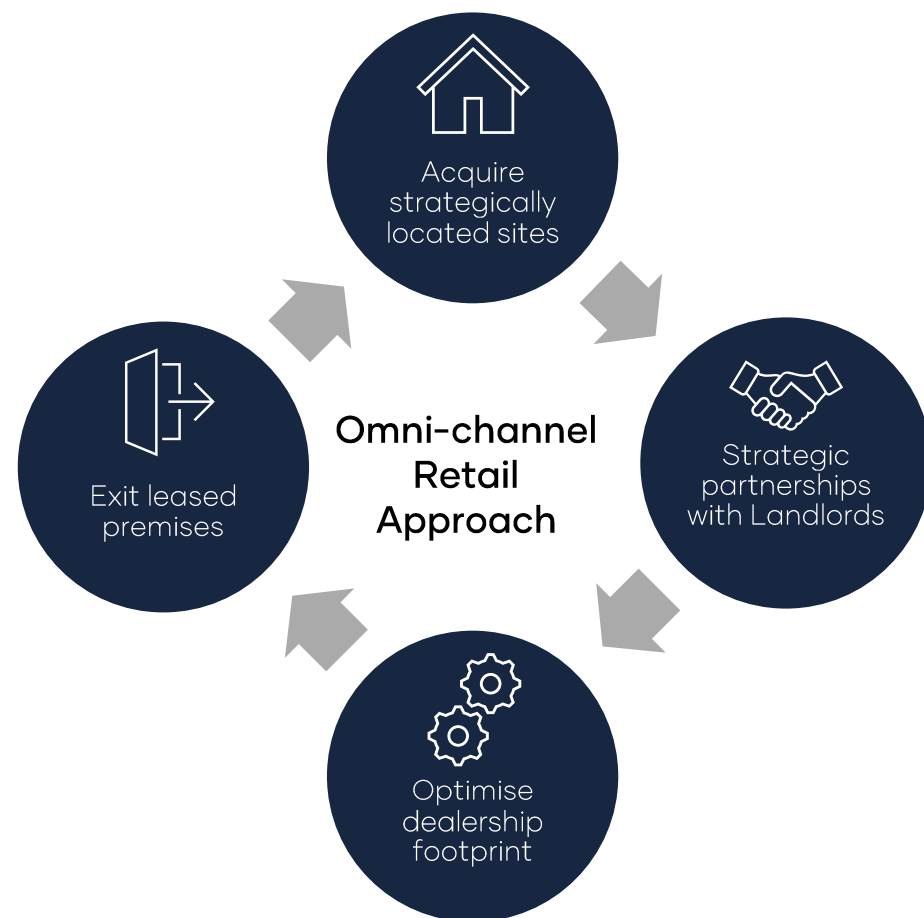 Acquire
strategically
located sites
Strategic
partnerships
with Landlords
Optimise
dealership
footprint
Exit leased
premises
Omni-channel
Retail
Approach